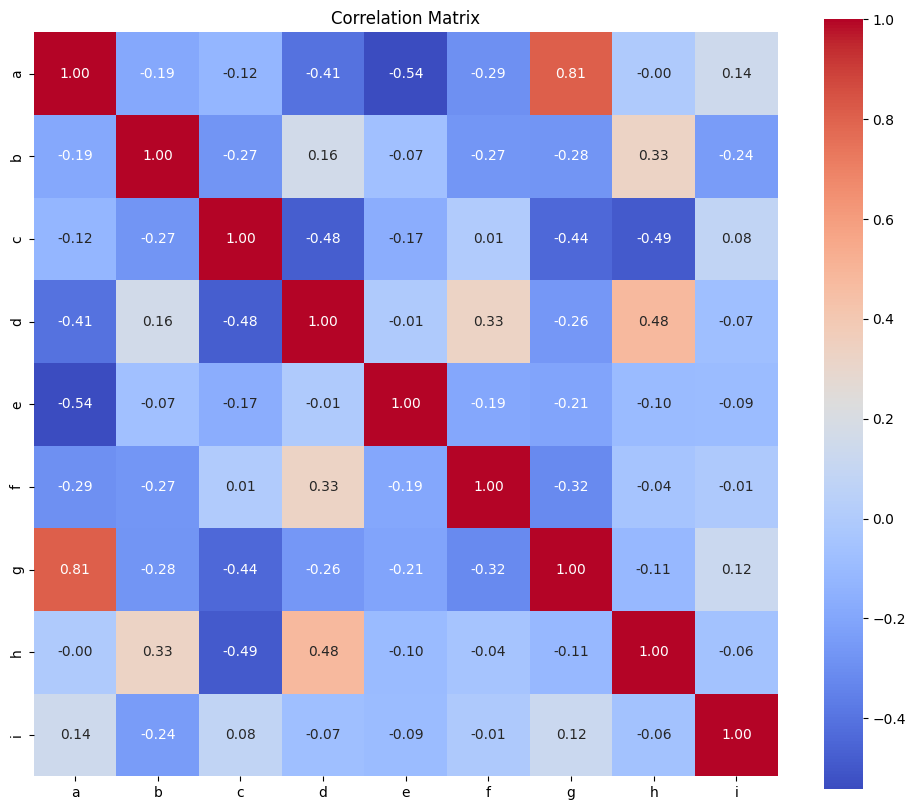 Correlation Matrix
a 1.00 -0.19 -0.12 -0.41 -0.54 -0.29 0.81 -0.00 0.14
b -0.19 1.00 -0.27 0.16 -0.07 -0.27 -0.28 0.33 -0.24
c -0.12 -0.27 1.00 -0.48 -0.17 0.01 -0.44 -0.49 0.08
d -0.41 0.16 -0.48 1.00 -0.01 0.33 -0.26 0.48 -0.07
e -0.54 -0.07 -0.17 -0.01 1.00 -0.19 -0.21 -0.10 -0.09
f -0.29 -0.27 0.01 0.33 -0.19 1.00 -0.32 -0.04 -0.01
g 0.81 -0.28 -0.44 -0.26 -0.21 -0.32 1.00 -0.11 0.12
h -0.00 0.33 -0.49 0.48 -0.10 -0.04 -0.11 1.00 -0.06
i 0.14 -0.24 0.08 -0.07 -0.09 -0.01 0.12 -0.06 1.00
a b c d e f g h i
1.0
0.8
0.6
0.4
0.2
0.0
−0.2
−0.4